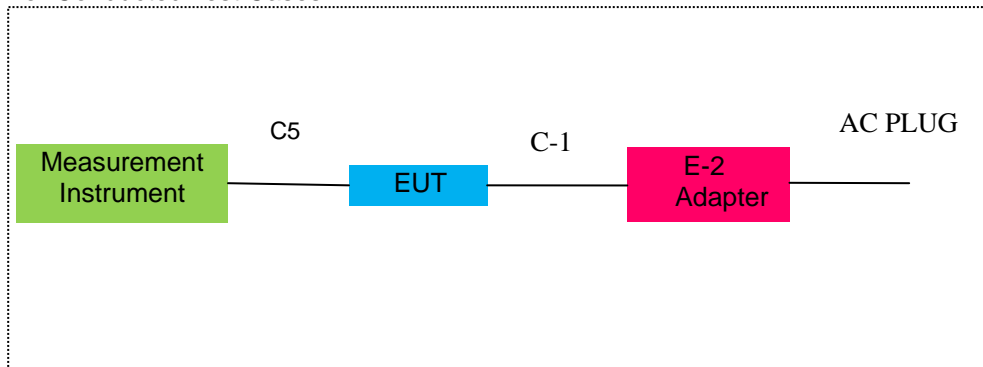 C5
C-1
AC PLUG
Measurement
Instrument
EUT
E-2
Adapter